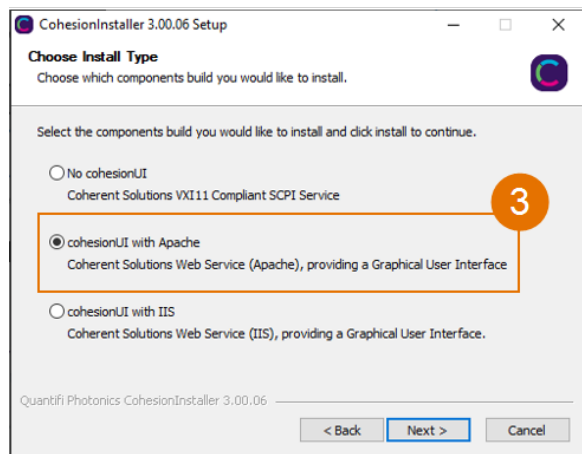 CohesionInstaller 3.00.06 Setup
Choose Install Type
Choose which components build you would like to install.
Select the components build you would like to install and click install to continue.
No cohesionUI
Coherent Solutions VXI11 Compliant SCPI Service
3
cohesionUI with Apache
Coherent Solutions Web Service (Apache), providing a Graphical User Interface
cohesionUI with IIS
Coherent Solutions Web Service (IIS), providing a Graphical User Interface.
Quantifi Photonics CohesionInstaller 3.00.06
< Back Next > Cancel